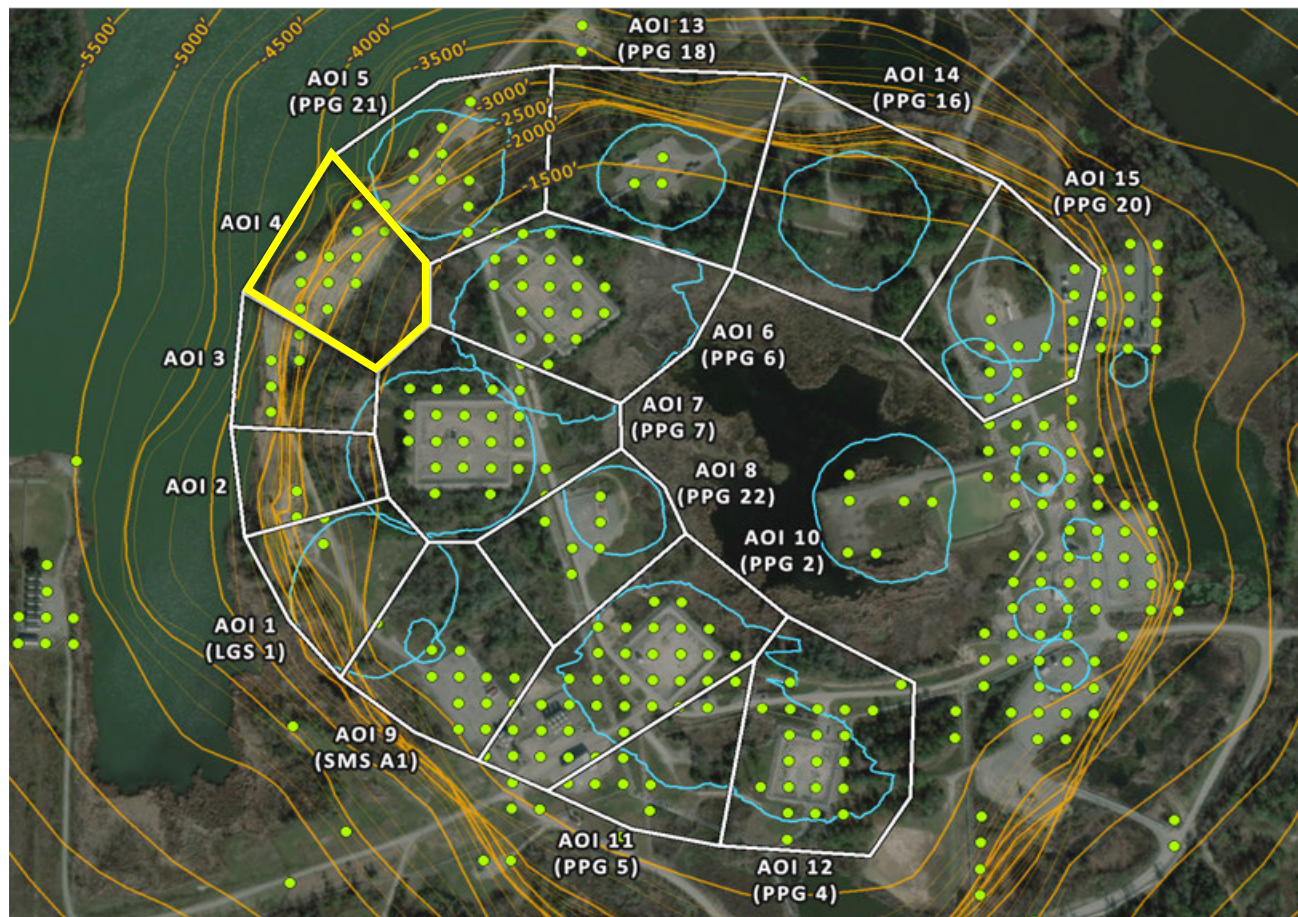 -5500'
-5000'
-4500'
-4000'
-3500'
-3000'
-2500'
-2000'
-1500'
AOI 13
(PPG 18)
AOI 14
(PPG 16)
AOI 5
(PPG 21)
AOI 15
(PPG 20)
AOI 4
AOI 3
AOI 6
(PPG 6)
AOI 7
(PPG 7)
AOI 2
AOI 8
(PPG 22)
AOI 10
(PPG 2)
AOI 1
(LGS 1)
AOI 9
(SMS A1)
AOI 11
(PPG 5)
AOI 12
(PPG 4)